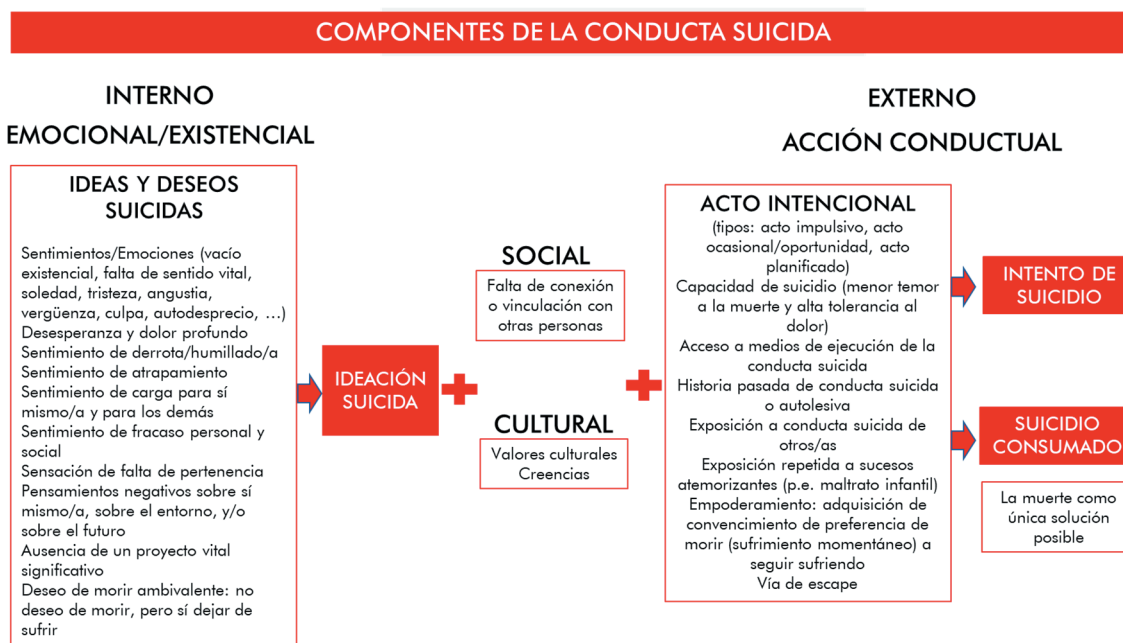 COMPONENTES DE LA CONDUCTA SUICIDA
INTERNO
EMOCIONAL/EXISTENCIAL
IDEAS Y DESEOS
SUICIDAS
Sentimientos/Emociones (vacío
existencial, falta de sentido vital,
soledad, tristeza, angustia,
vergüenza, culpa, autodesprecio, ...)
Desesperanza y dolor profundo
Sentimiento de derrota/humillado/a
Sentimiento de atrapamiento
Sentimiento de carga para sí
mismo/a y para los demás
Sentimiento de fracaso personal y
social
Sensación de falta de pertenencia
Pensamientos negativos sobre sí
mismo/a, sobre el entorno, y/o
sobre el futuro
Ausencia de un proyecto vital
significativo
Deseo de morir ambivalente: no
deseo de morir, pero sí dejar de
sufrir
IDEACIÓN
SUICIDA
SOCIAL
Falta de conexión
o vinculación con
otras personas
CULTURAL
Valores culturales
Creencias
EXTERNO
ACCIÓN CONDUCTUAL
ACTO INTENCIONAL
(tipos: acto impulsivo, acto
ocasional/oportunidad, acto
planificado)
Capacidad de suicidio (menor temor
a la muerte y alta tolerancia al
dolor)
Acceso a medios de ejecución de la
conducta suicida
Historia pasada de conducta suicida
o autolesiva
Exposición a conducta suicida de
otros/as
Exposición repetida a sucesos
atemorizantes (p.e. maltrato infantil)
Empoderamiento: adquisición de
convencimiento de preferencia de
morir (sufrimiento momentáneo) a
seguir sufriendo
Vía de escape
INTENTO DE
SUICIDIO
SUICIDIO
CONSUMADO
La muerte como
única solución
posible